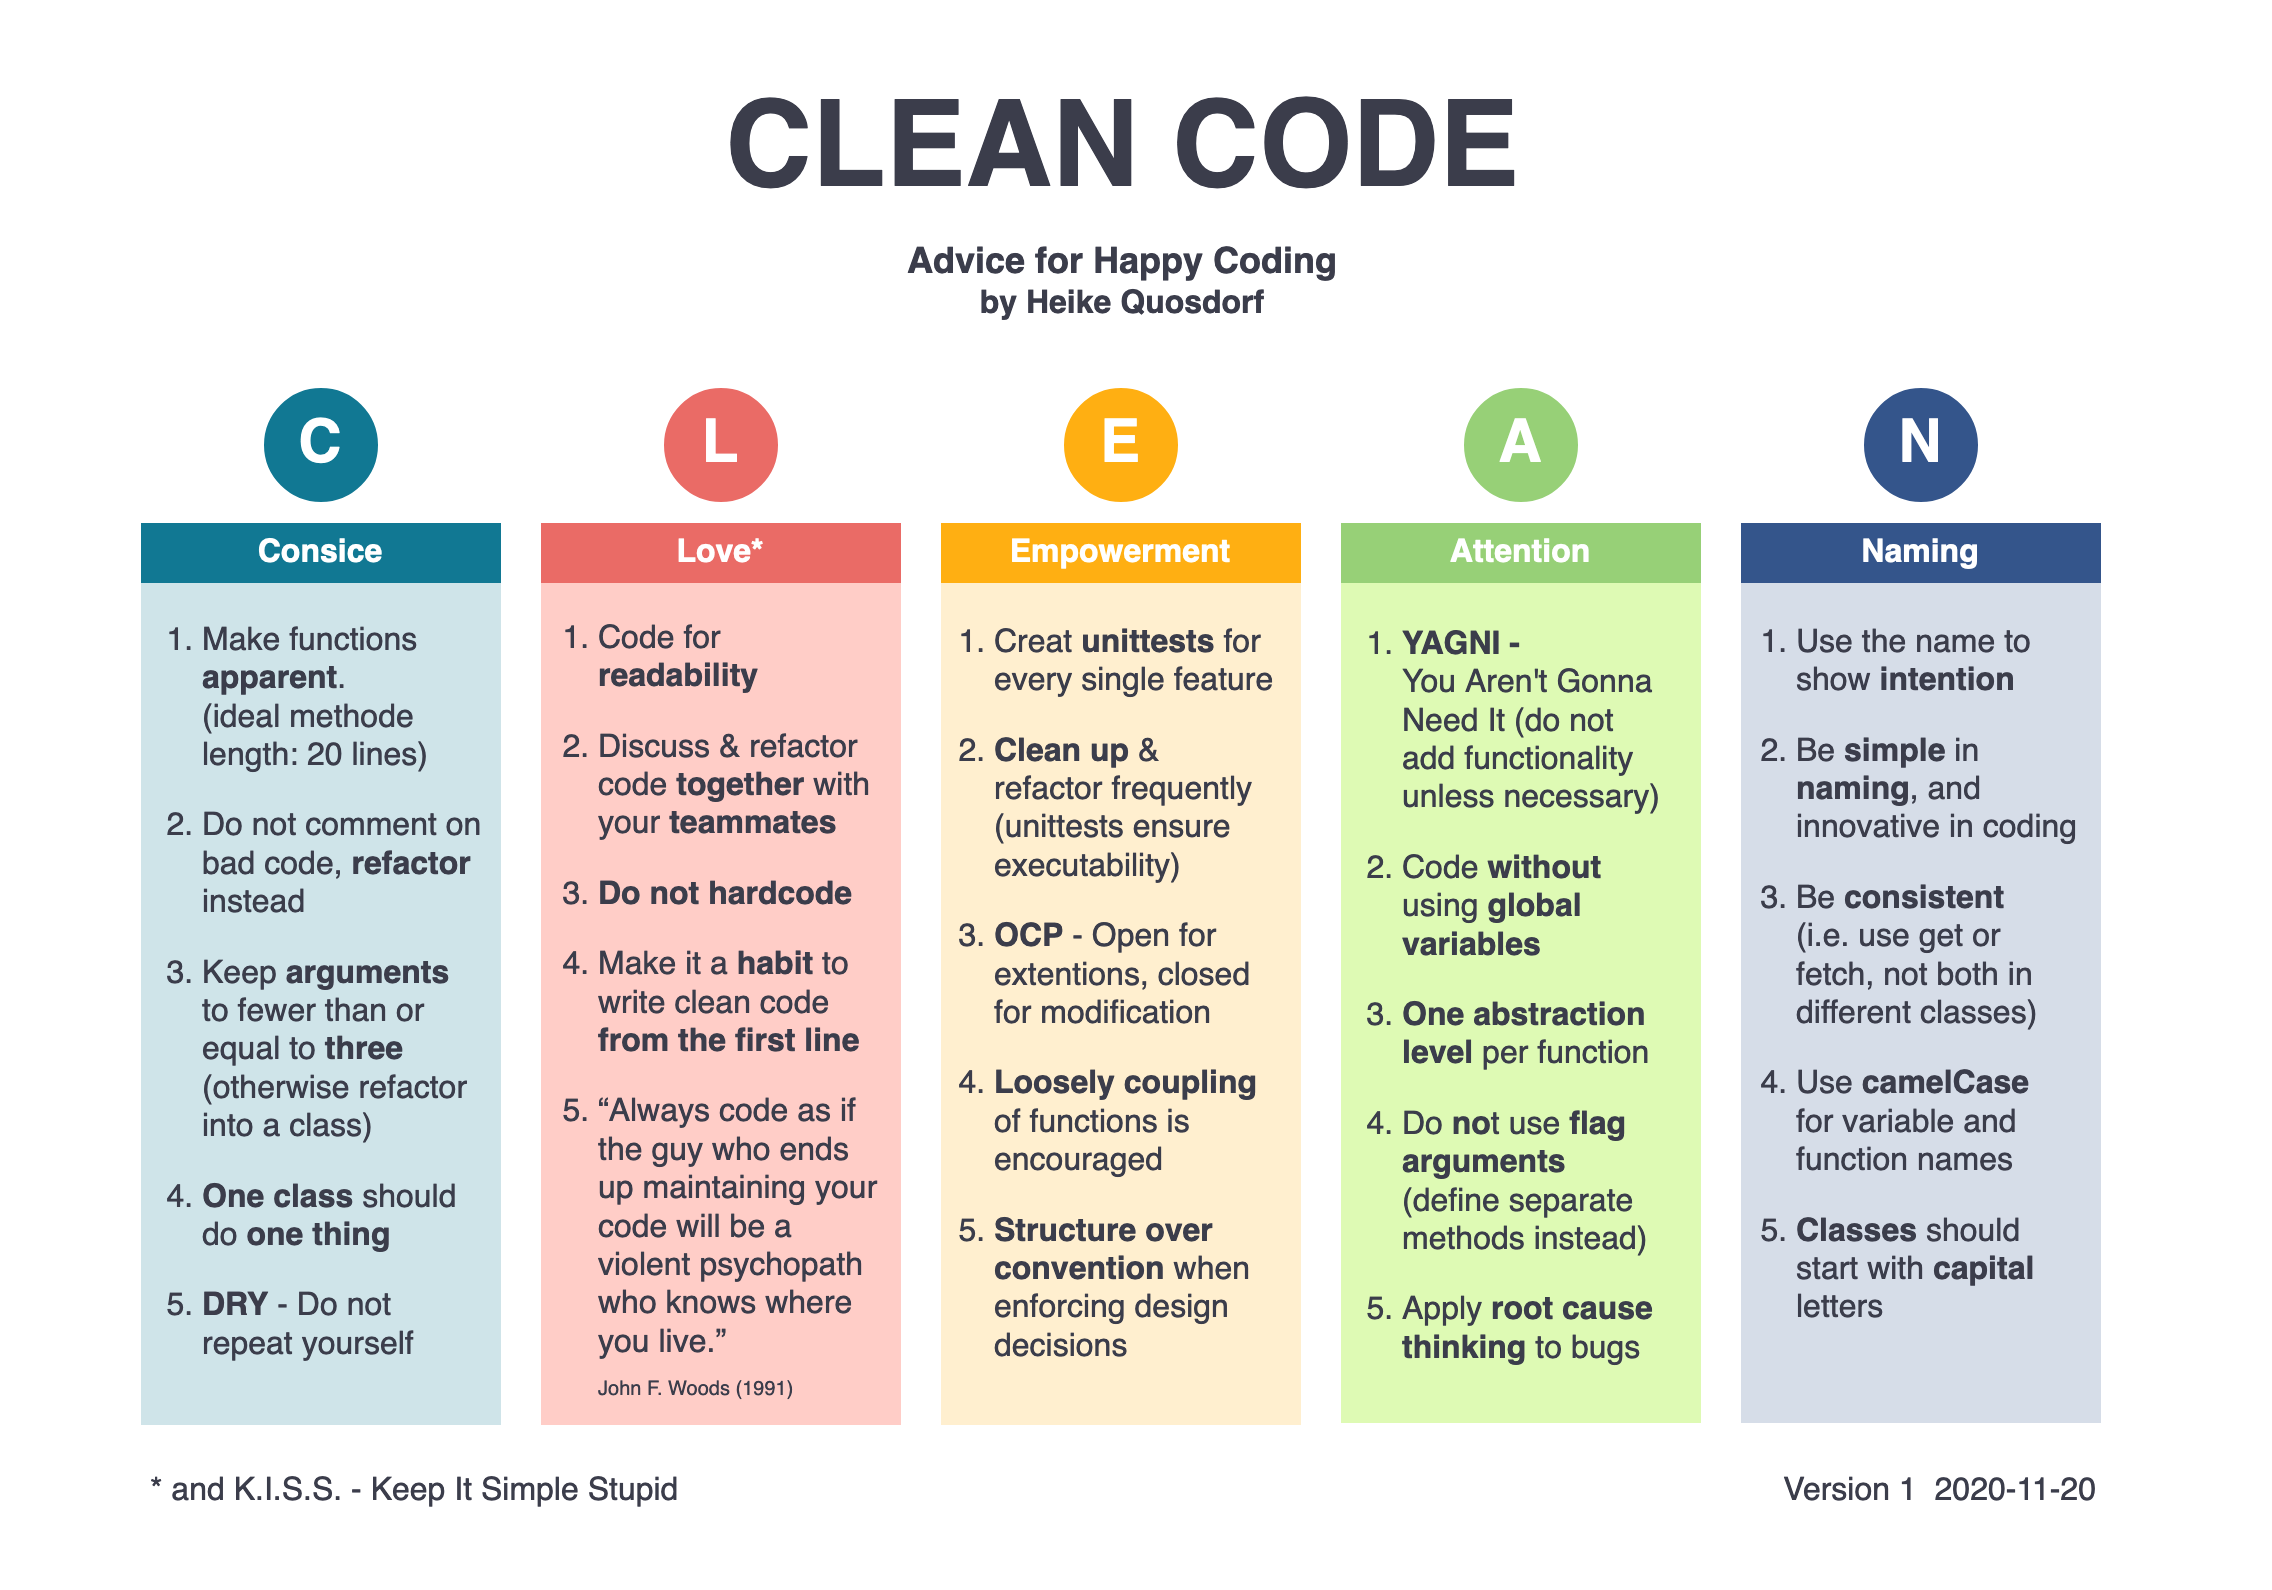 CLEAN CODE
Advice for Happy Coding
by Heike Quosdorf
C
Consice
1. Make functions
apparent.
(ideal methode
length: 20 lines)
2. Do not comment on
bad code, refactor
instead
3. Keep arguments
to fewer than or
equal to three
(otherwise refactor
into a class)
4. One class should
do one thing
5. DRY - Do not
repeat yourself
L
Love*
1. Code for
readability
2. Discuss & refactor
code together with
your teammates
3. Do not hardcode
4. Make it a habit to
write clean code
from the first line
5. “Always code as if
the guy who ends
up maintaining your
code will be a
violent psychopath
who knows where
you live.”
John F. Woods (1991)
E
Empowerment
1. Creat unittests for
every single feature
2. Clean up &
refactor frequently
(unittests ensure
executability)
3. OCP - Open for
extentions, closed
for modification
4. Loosely coupling
of functions is
encouraged
5. Structure over
convention when
enforcing design
decisions
A
Attention
1. YAGNI -
You Aren't Gonna
Need It (do not
add functionality
unless necessary)
2. Code without
using global
variables
3. One abstraction
level per function
4. Do not use flag
arguments
(define separate
methods instead)
5. Apply root cause
thinking to bugs
N
Naming
1. Use the name to
show intention
2. Be simple in
naming, and
innovative in coding
3. Be consistent
(i.e. use get or
fetch, not both in
different classes)
4. Use camelCase
for variable and
function names
5. Classes should
start with capital
letters
* and K.I.S.S. - Keep It Simple Stupid
Version 1 2020-11-20